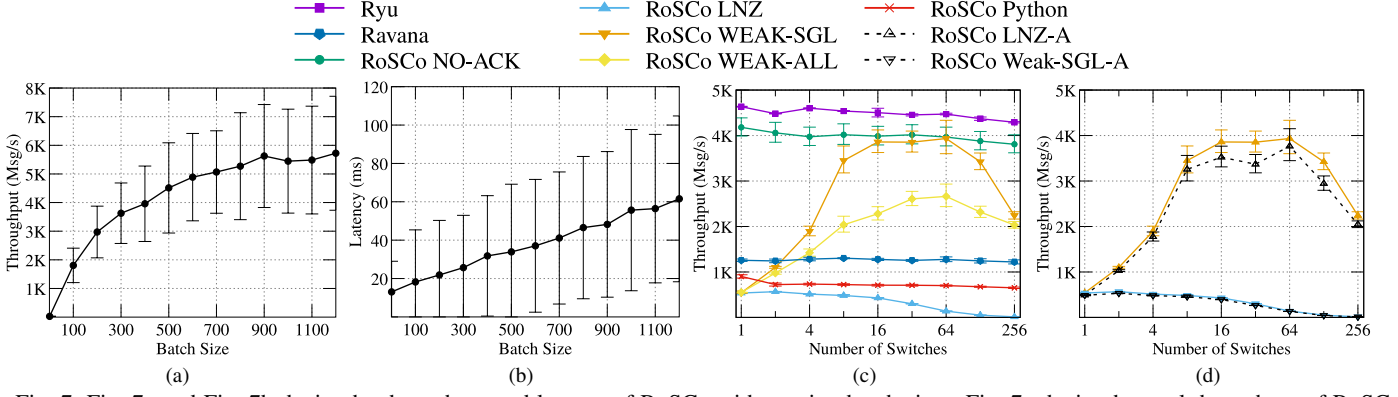 Ryu
Ravana
RoSCo NO-ACK
RoSCo LNZ
RoSCo WEAK-SGL
RoSCo WEAK-ALL
RoSCo Python
RoSCo LNZ-A
RoSCo Weak-SGL-A
Throughput (Msg/s)
8K
7K
6K
5K
4K
3K
2K
1K
100 300 500 700 900 1100
Batch Size
(a)
Latency (ms)
120
100
80
60
40
20
100 300 500 700 900 1100
Batch Size
(b)
Throughput (Msg/s)
5K
4K
3K
2K
1K
1 4 16 64 256
Number of Switches
(c)
Throughput (Msg/s)
5K
4K
3K
2K
1K
1 4 16 64 256
Number of Switches
(d)